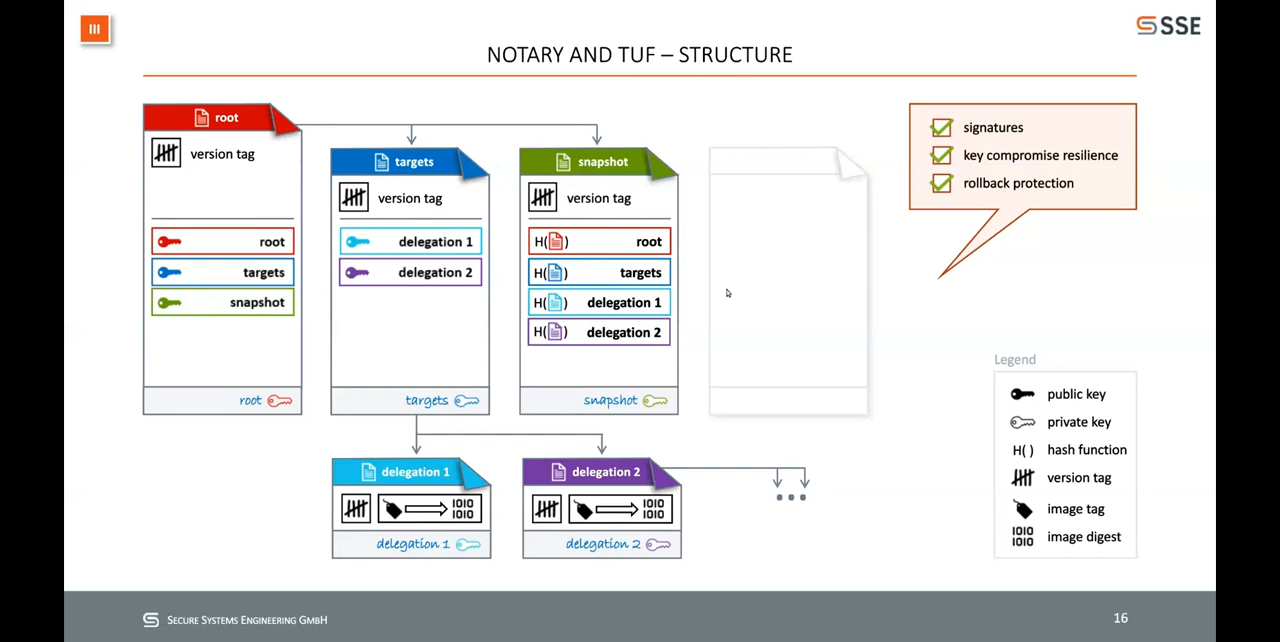 III
SSE
NOTARY AND TUF – STRUCTURE
root
version tag
root
targets
snapshot
root
targets
version tag
delegation 1
delegation 2
targets
snapshot
version tag
H( ) root
H( ) targets
H( ) delegation 1
H( ) delegation 2
snapshot
signatures
key compromise resilience
rollback protection
delegation 1
1010
1010
delegation 1
delegation 2
1010
1010
delegation 2
Legend
public key
private key
H( ) hash function
version tag
image tag
1010
1010
image digest
SECURE SYSTEMS ENGINEERING GMBH
16